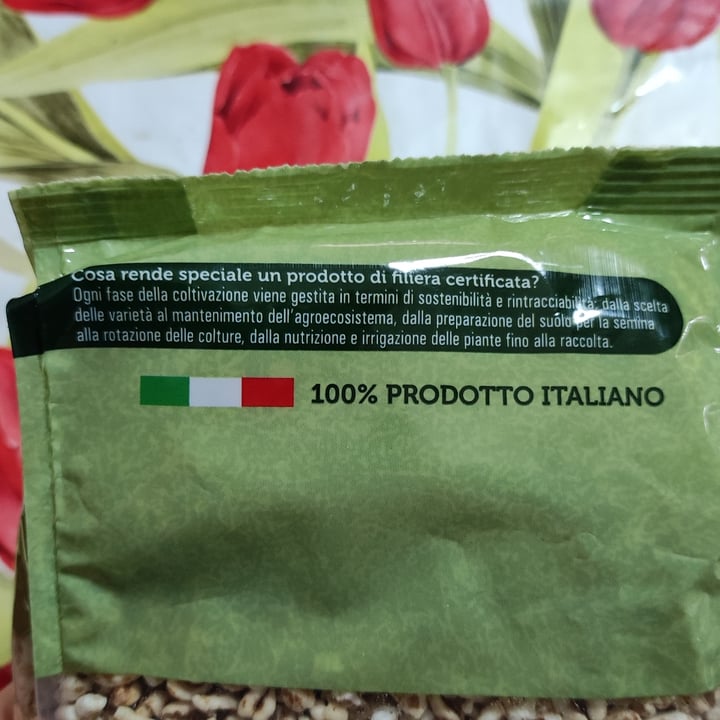 Cosa rende speciale un prodotto di filiera certificata?
Ogni fase della coltivazione viene gestita in termini di sostenibilità e rintracciabilità: dalla scelta
delle varietà al mantenimento dell'agroecosistema, dalla preparazione del suolo per la semina
alla rotazione delle colture, dalla nutrizione e irrigazione delle piante fino alla raccolta.
100% PRODOTTO ITALIANO